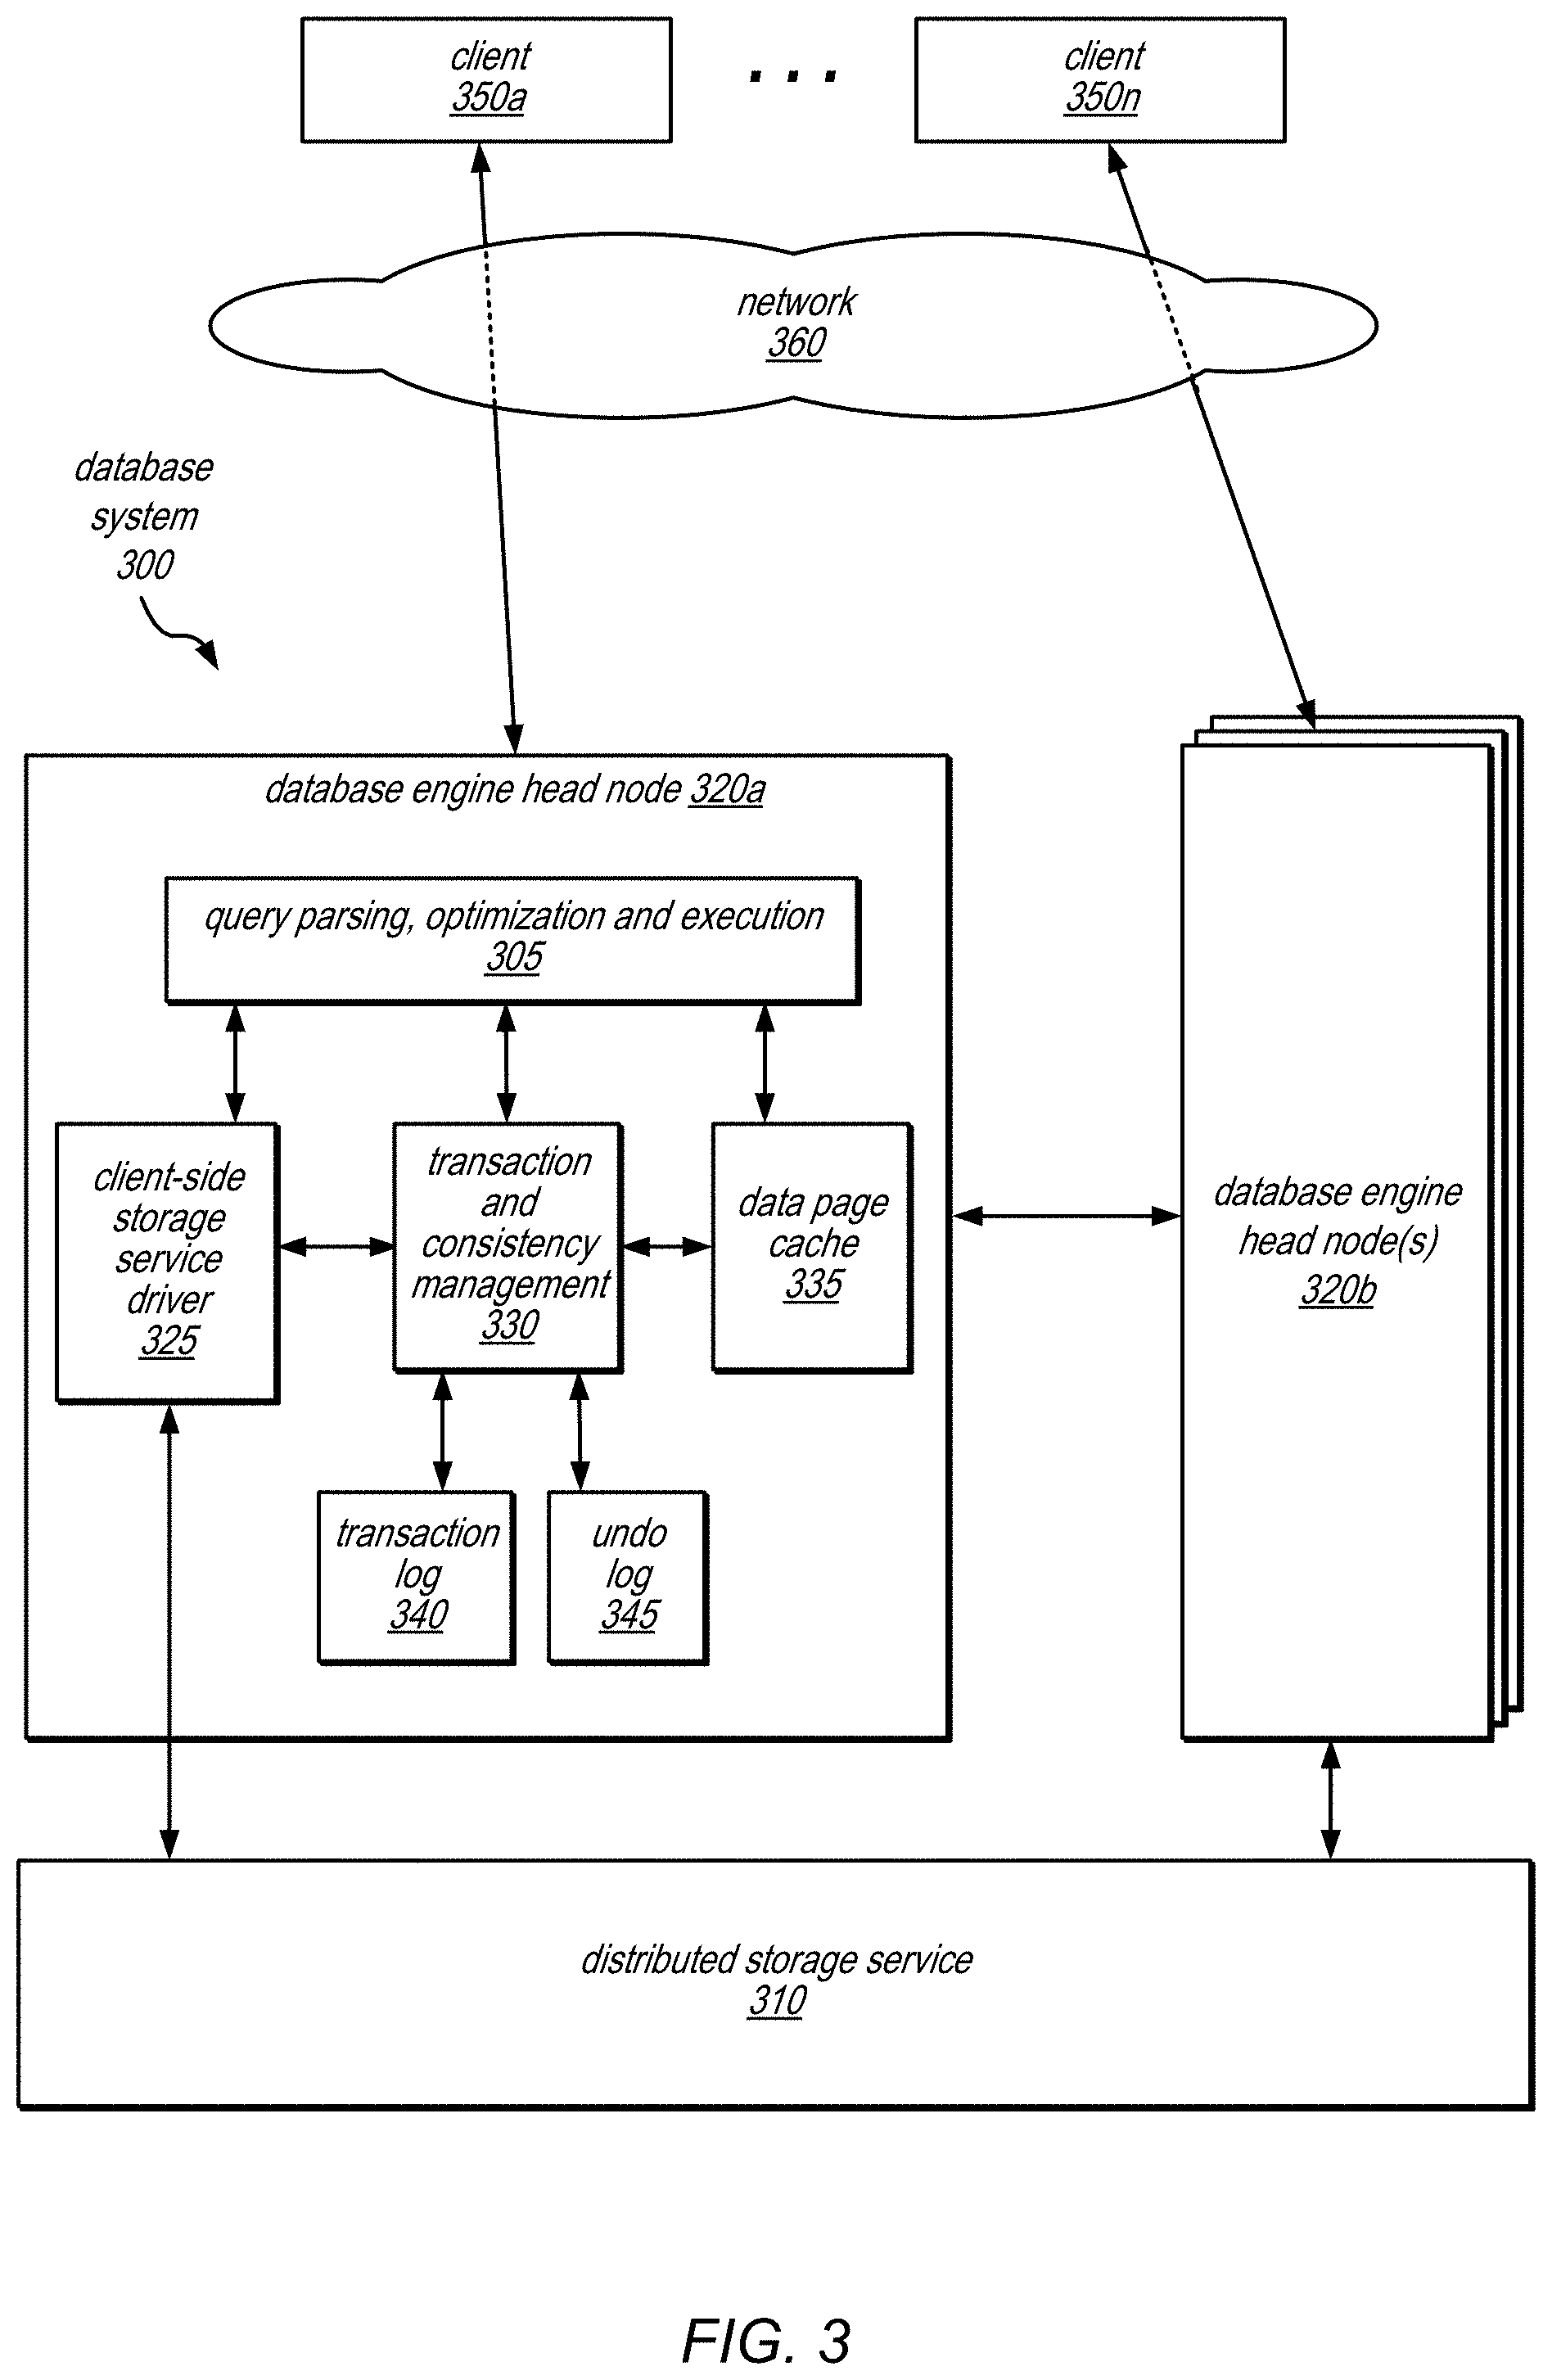 client
350a
. . .
client
350n
network
360
database
system
300
database engine head node 320a
query parsing, optimization and execution
305
client-side
storage
service
driver
325
transaction
and
consistency
management
330
data page
cache
335
transaction
log
340
undo
log
345
database engine
head node(s)
320b
distributed storage service
310
FIG. 3